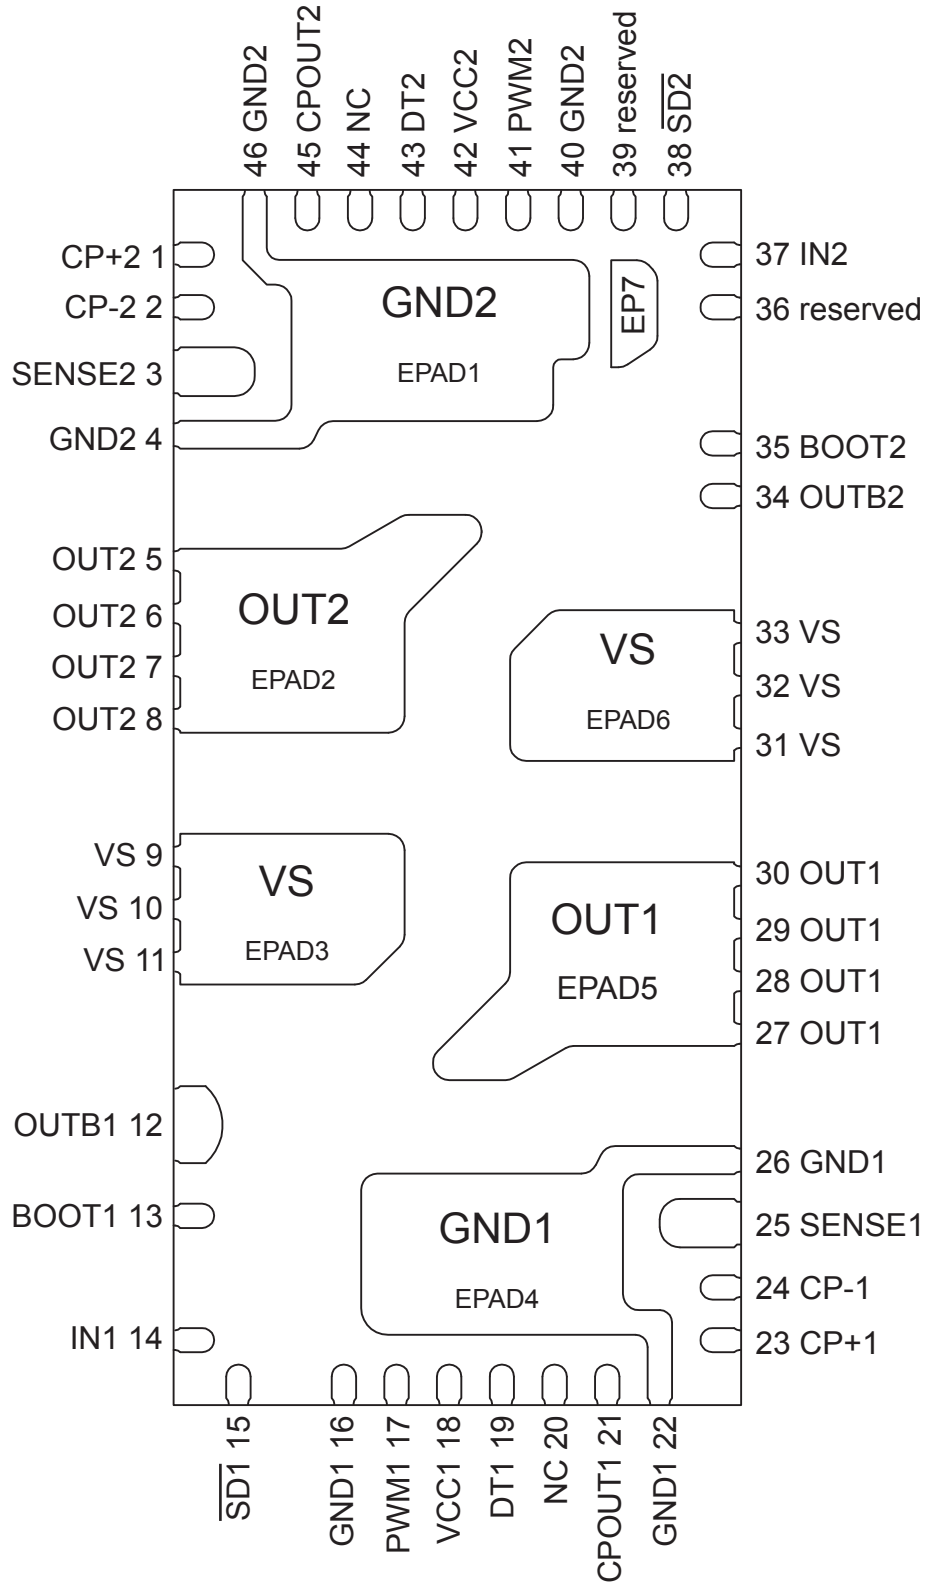 46 GND2
45 CPOUT2
44 NC
43 DT2
42 VCC2
41 PWM2
40 GND2
39 reserved
38 SD2
CP+2 1
CP-2 2
SENSE2 3
GND2 4
OUT2 5
OUT2 6
OUT2 7
OUT2 8
VS 9
VS 10
VS 11
OUTB1 12
BOOT1 13
IN1 14
GND2
EPAD1
EP7
OUT2
EPAD2
VS
EPAD6
VS
EPAD3
OUT1
EPAD5
GND1
EPAD4
37 IN2
36 reserved
35 BOOT2
34 OUTB2
33 VS
32 VS
31 VS
30 OUT1
29 OUT1
28 OUT1
27 OUT1
26 GND1
25 SENSE1
24 CP-1
23 CP+1
SD1 15
GND1 16
PWM1 17
VCC1 18
DT1 19
NC 20
CPOUT1 21
GND1 22